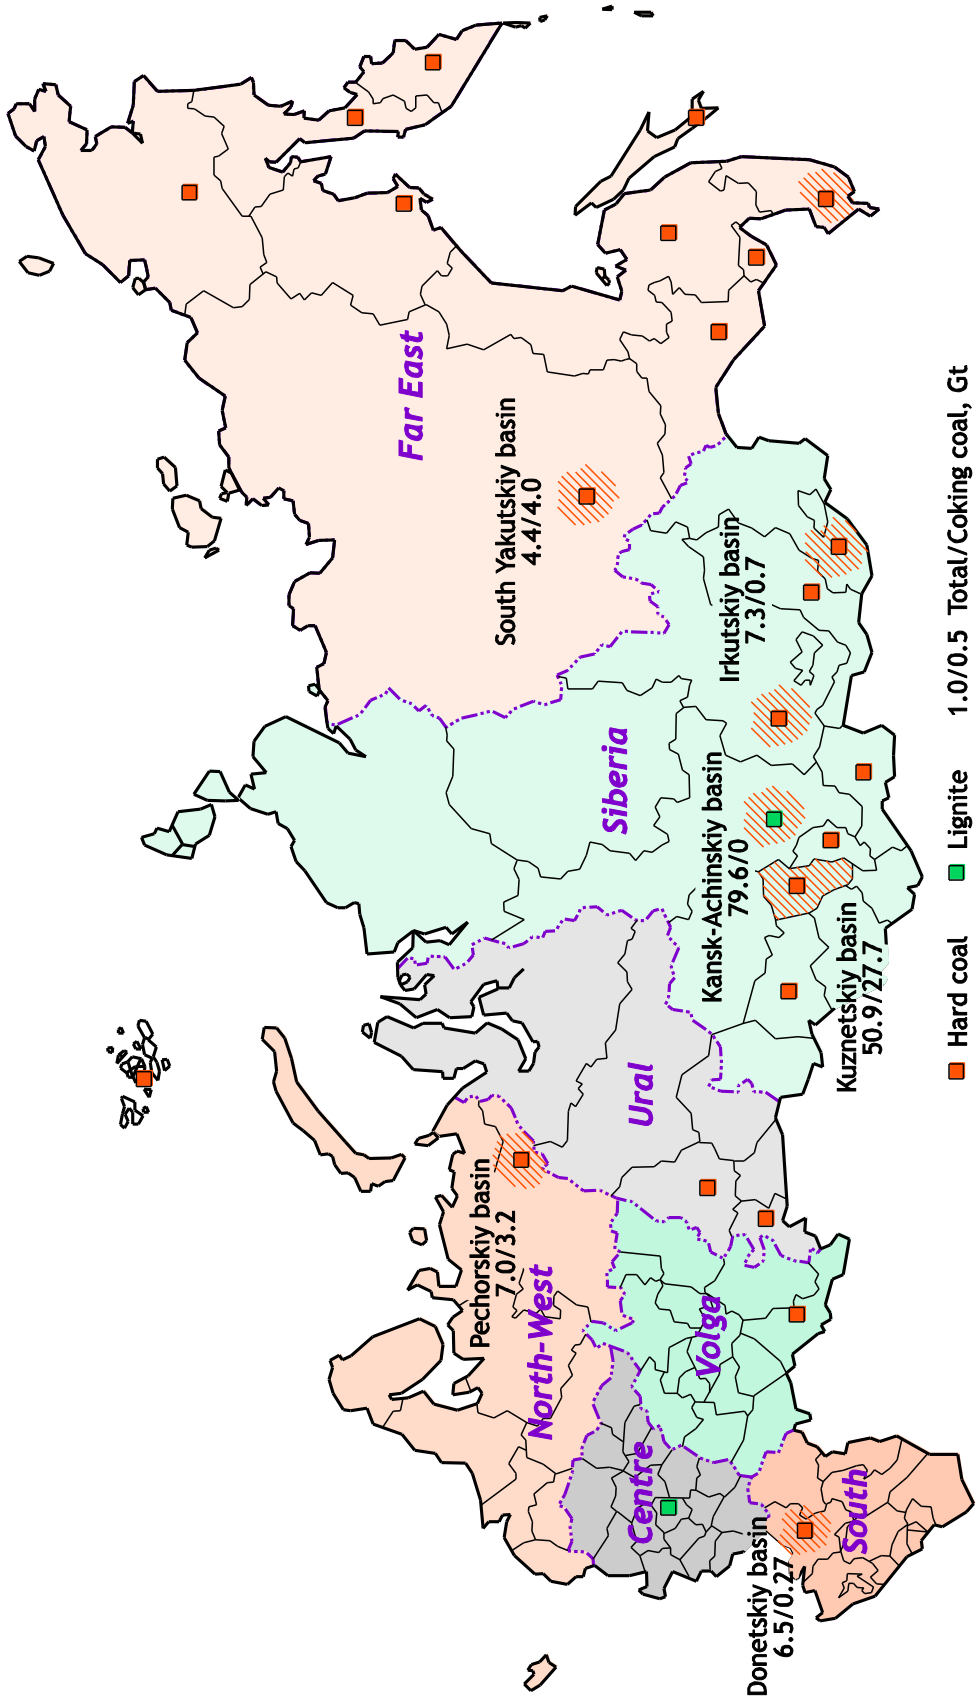 Far East
South Yakutskiy basin
4.4/4.0
Siberia
Irkutskiy basin
7.3/0.7
Kansk-Achinskiy basin
79.6/0
Kuznetskiy basin
50.9/27.7
Ural
Pechorskiy basin
7.0/3.2
North-West
Volga
Centre
South
Donetskiy basin
6.5/0.27
Hard coal
Lignite
1.0/0.5 Total/Coking coal, Gt